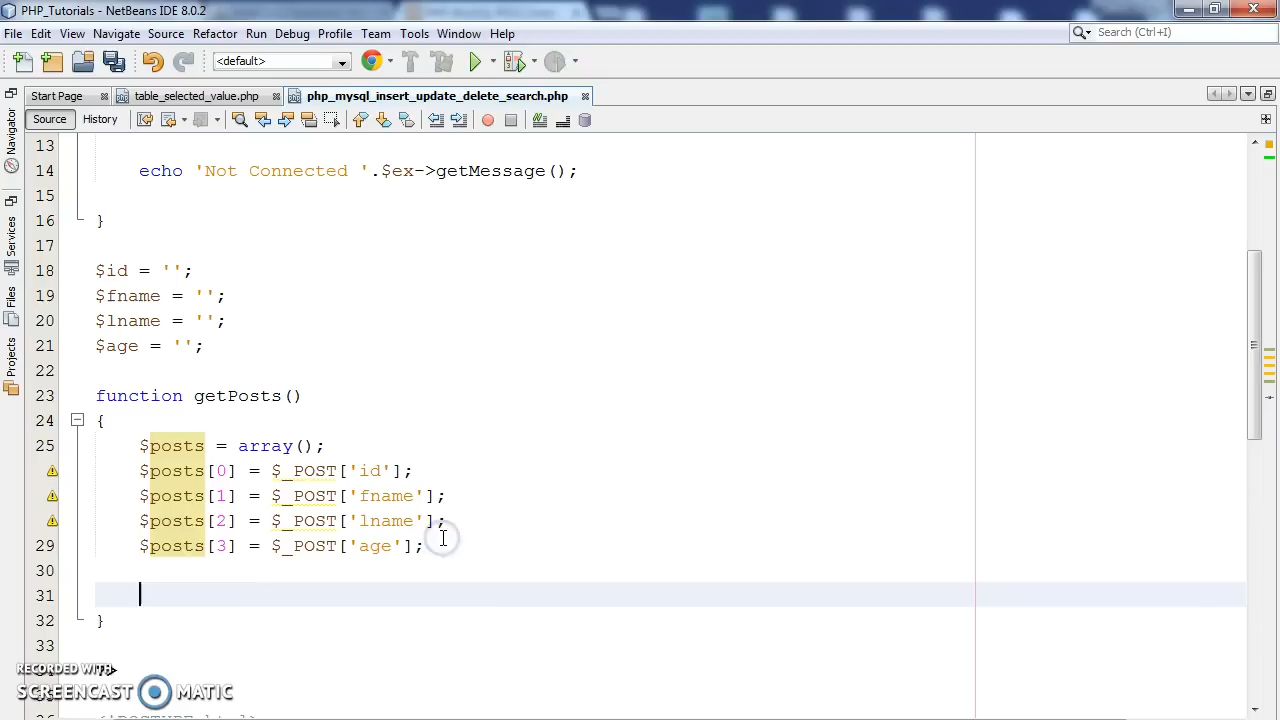 PHP_Tutorials - NetBeans IDE 8.0.2
File Edit View Navigate Source Refactor Run Debug Profile Team Tools Window Help
Search (Ctrl+I)
<default>
Start Page table_selected_value.php php_mysql_insert_update_delete_search.php
Source History
Navigator
Services
Files
Projects
13
14 echo 'Not Connected '.$ex->getMessage();
15
16 }
17
18 $id = '';
19 $fname = '';
20 $lname = '';
21 $age = '';
22
23 function getPosts()
24 {
25 $posts = array();
$posts[0] = $_POST['id'];
$posts[1] = $_POST['fname'];
$posts[2] = $_POST['lname'];
29 $posts[3] = $_POST['age'];
30
31
32 }
33
RECORDED WITH
SCREENCAST MATIC
<!DOCTYPE html>